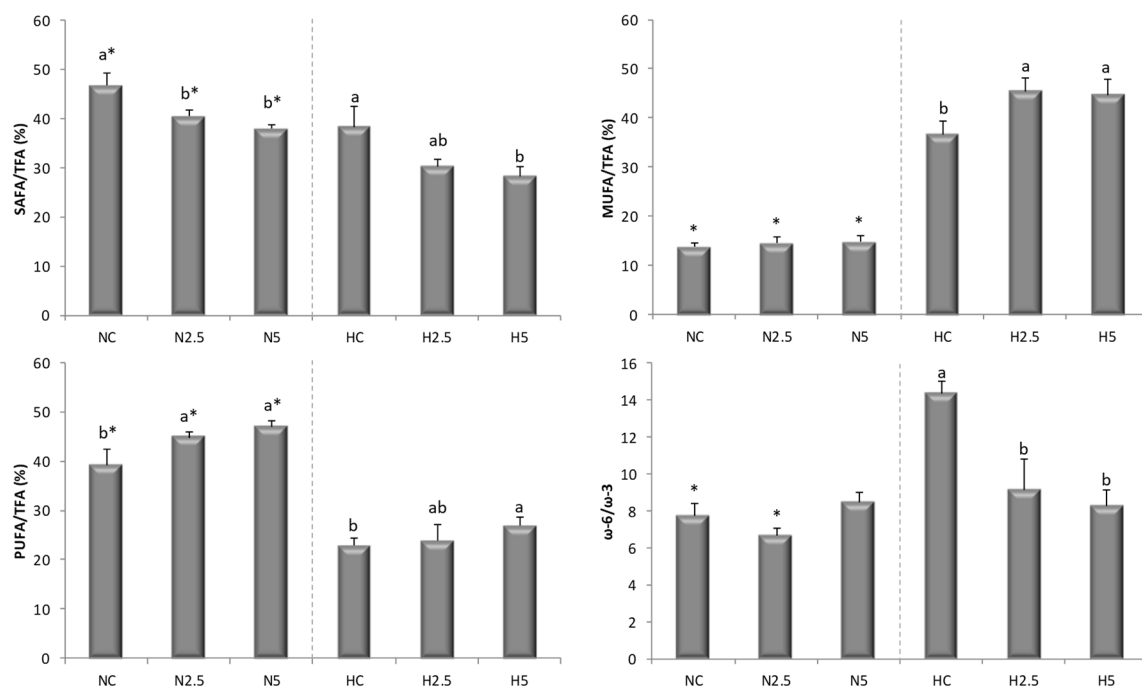 60
50
40
30
20
10
0
SAFA/TFA (%)
a*
b*
b*
a
ab
b
NC N2.5 N5 HC H2.5 H5
60
50
40
30
20
10
0
MUFA/TFA (%)
*
*
*
b
a
a
NC N2.5 N5 HC H2.5 H5
60
50
40
30
20
10
0
PUFA/TFA (%)
b*
a*
a*
b
ab
a
NC N2.5 N5 HC H2.5 H5
16
14
12
10
8
6
4
2
0
ω-6/ω-3
*
*
a
b
b
NC N2.5 N5 HC H2.5 H5